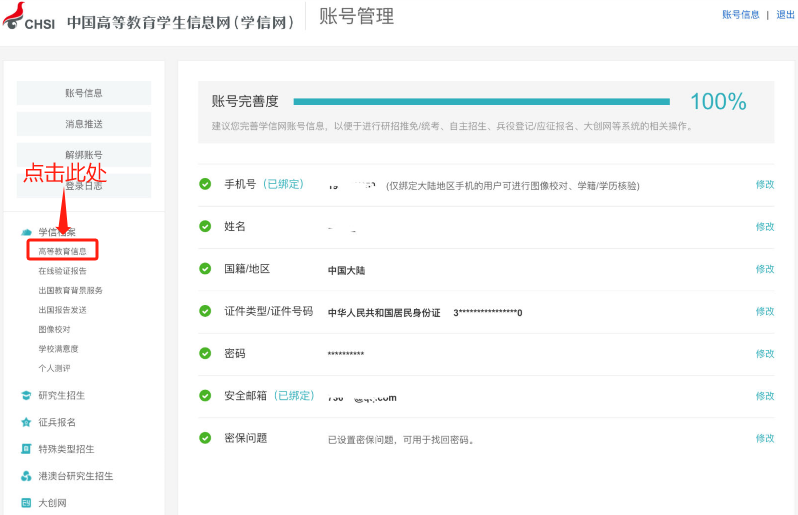 CHSI 中国高等教育学生信息网(学信网) 账号管理 账号信息 | 退出
账号信息
消息推送
解绑账号
点击此处
登录日志
学信档案
高等教育信息
在线验证报告
出国教育背景服务
出国报告发送
图像校对
学校满意度
个人测评
研究生招生
征兵报名
特殊类型招生
港澳台研究生招生
大创网
账号完善度 100%
建议您完善学信网账号信息，以便于进行研招推免/统考、自主招生、兵役登记/应征报名、大创网等系统的相关操作。
手机号（已绑定） (仅绑定大陆地区手机的用户可进行图像校对、学籍/学历核验) 修改
姓名 修改
国籍/地区 中国大陆 修改
证件类型/证件号码 中华人民共和国居民身份证 3****************0 修改
密码 ********** 修改
安全邮箱（已绑定） .com 修改
密保问题 已设置密保问题，可用于找回密码。 修改